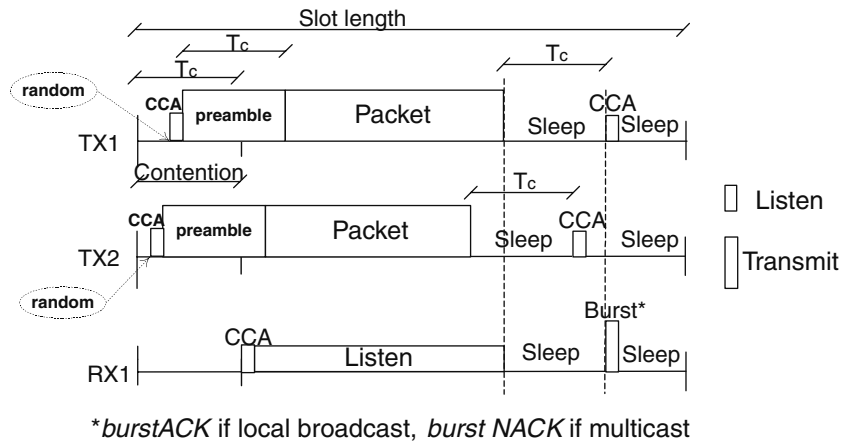 Slot length
Tc
Tc
Tc
random
CCA
preamble
Packet
Sleep
CCA
Sleep
TX1
Contention
Tc
CCA
preamble
Packet
Sleep
CCA
Sleep
TX2
random
Listen
Transmit
CCA
Listen
Sleep
Burst*
Sleep
RX1
*burstACK if local broadcast, burst NACK if multicast